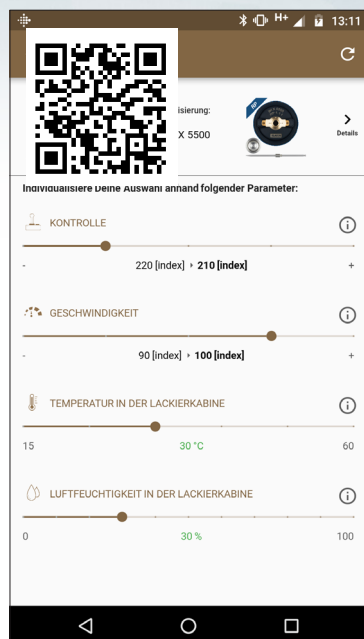 H+ 13:11
isierung:
RP
X 5500
Details
Individualisiere Deine Auswahl anhand folgender Parameter:
KONTROLLE
- 220 [index] 210 [index] +
GESCHWINDIGKEIT
- 90 [index] 100 [index] +
TEMPERATUR IN DER LACKIERKABINE
15 30 °C 60
LUFTFEUCHTIGKEIT IN DER LACKIERKABINE
0 30 % 100